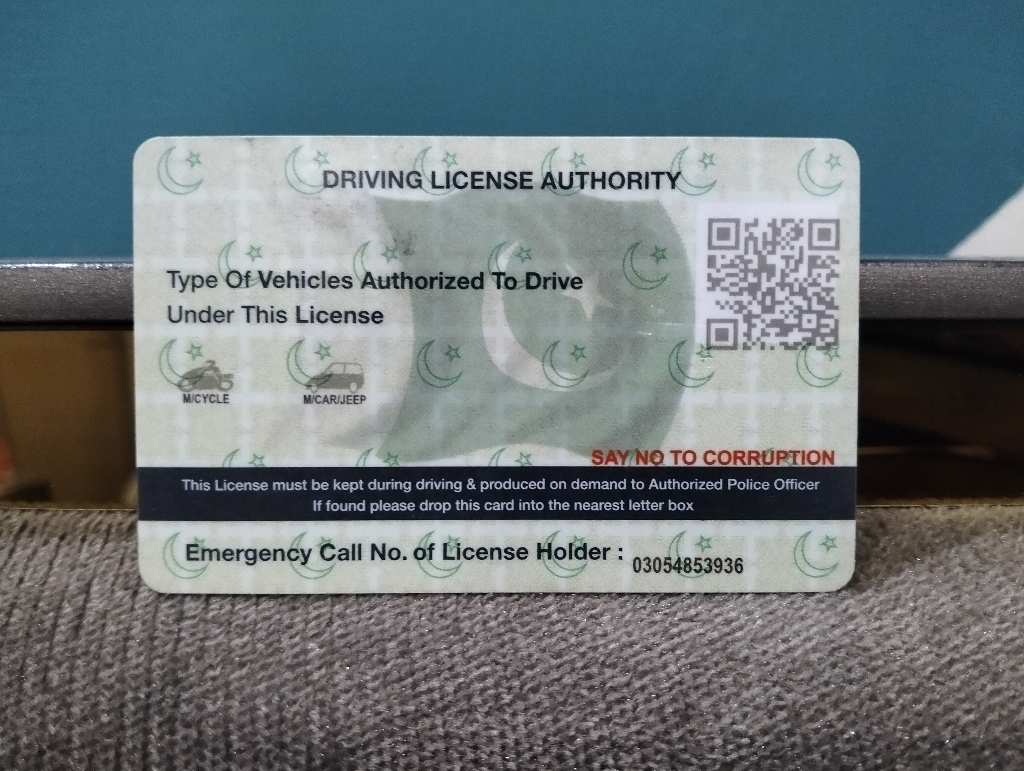 DRIVING LICENSE AUTHORITY
Type Of Vehicles Authorized To Drive
Under This License
M/CYCLE M/CAR/JEEP
SAY NO TO CORRUPTION
This License must be kept during driving & produced on demand to Authorized Police Officer
If found please drop this card into the nearest letter box
Emergency Call No. of License Holder : 03054853936